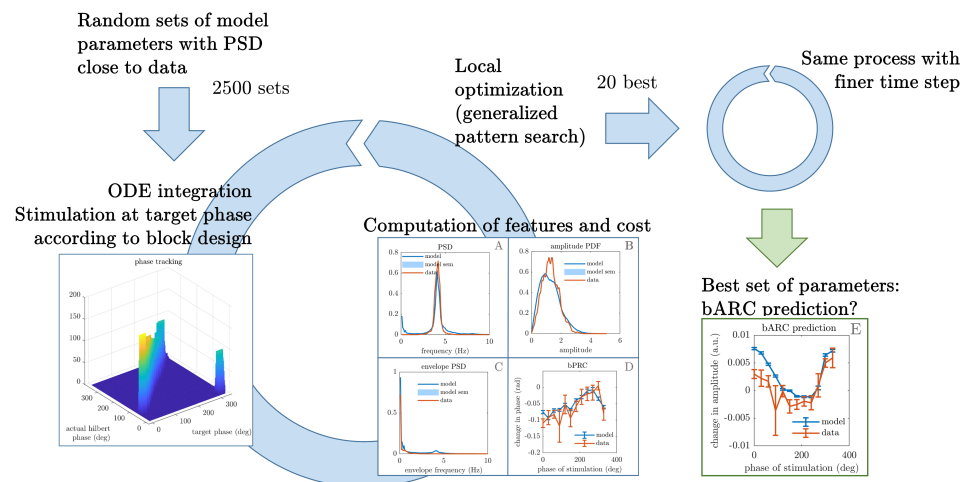 Random sets of model
parameters with PSD
close to data
2500 sets
ODE integration
Stimulation at target phase
according to block design
phase tracking
200
150
100
50
0
300
200
100
0
0
100
200
300
actual hilbert
phase (deg)
target phase (deg)
Local
optimization
(generalized
pattern search)
20 best
Same process with
finer time step
Computation of features and cost
PSD
A
0.8
0.6
0.4
0.2
0
0
5
10
model
model sem
data
frequency (Hz)
amplitude PDF
B
0.8
0.6
0.4
0.2
0
0
2
4
6
model
model sem
data
amplitude
envelope PSD
C
1
0.5
0
0
5
10
model
model sem
data
envelope frequency (Hz)
bPRC
D
change in phase (rad)
0
-0.05
-0.1
-0.15
-0.2
0
200
400
model
data
phase of stimulation (deg)
Best set of parameters:
bARC prediction?
bARC prediction
E
change in amplitude (a.u.)
0.01
0.005
0
-0.005
-0.01
0
200
400
model
data
phase of stimulation (deg)